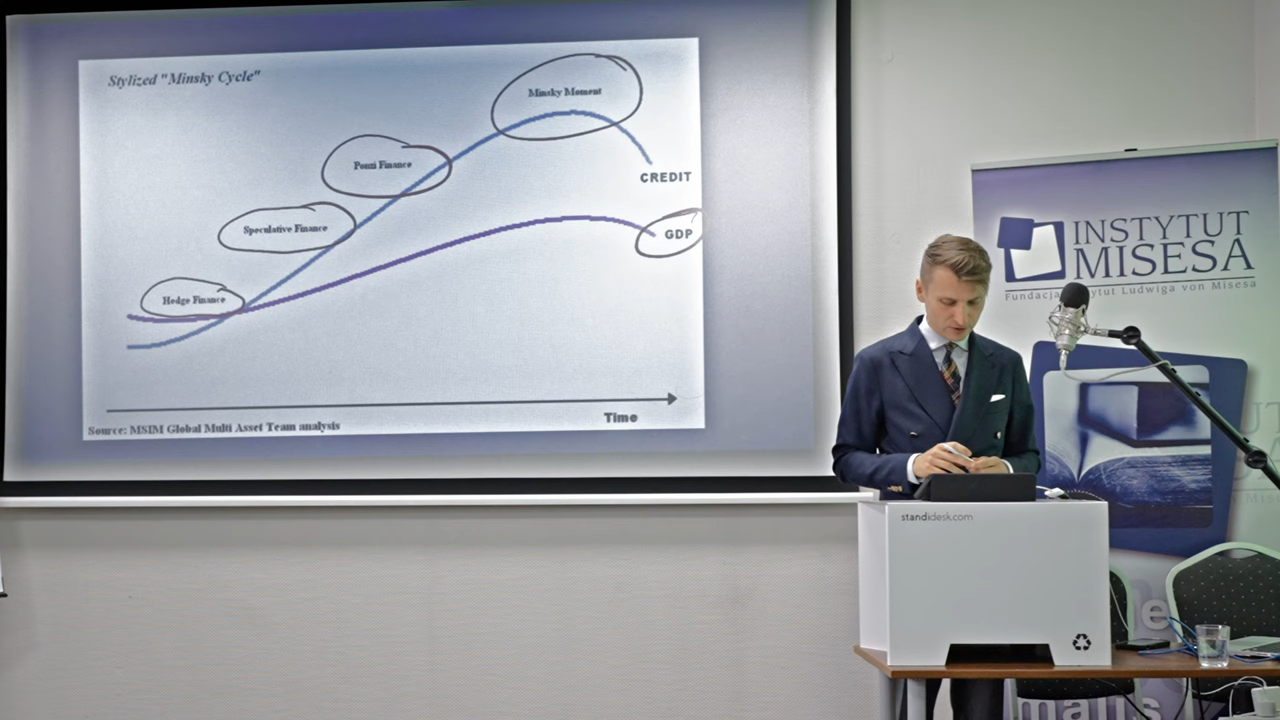 Stylized "Minsky Cycle"
Minsky Moment
Ponzi Finance
CREDIT
Speculative Finance
GDP
Hedge Finance
Time
Source: MSIM Global Multi Asset Team analysis
INSTYTUT
MISESA
Fundacja Instytut Ludwiga von Misesa
standidesk.com